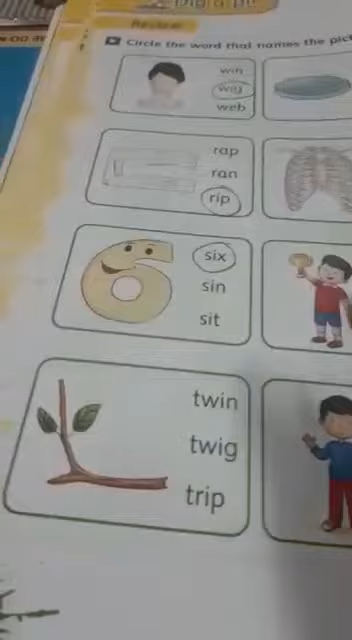 Review
Circle the word that names the pict
win
wig
web
rap
ran
rip
six
sin
sit
twin
twig
trip